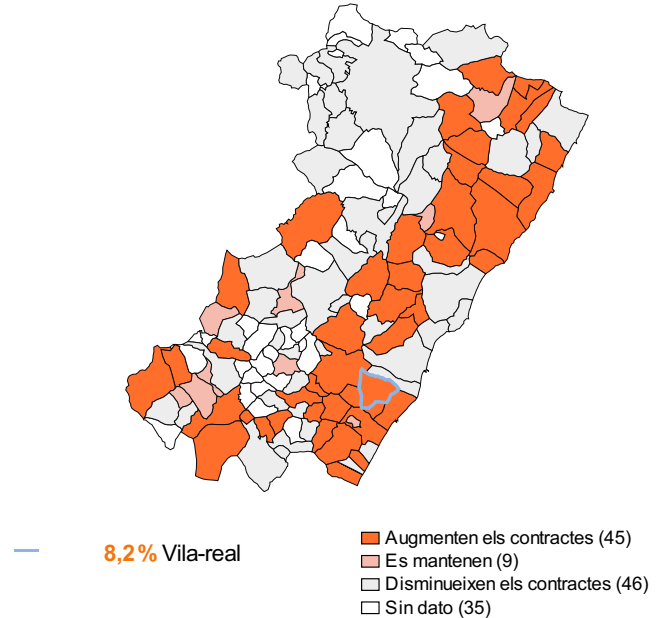 8,2% Vila-real
Augmenten els contractes (45)
Es mantenen (9)
Disminueixen els contractes (46)
Sin dato (35)